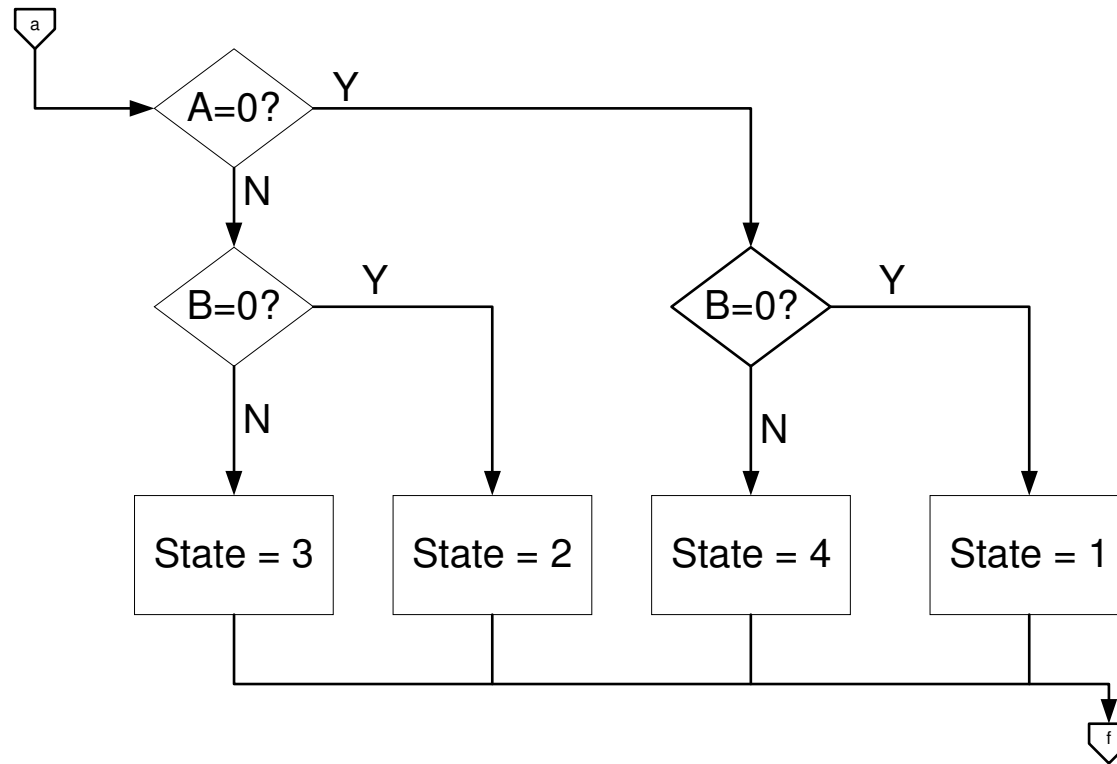 a
A=0?
Y
N
B=0?
Y
B=0?
Y
N
N
State = 3
State = 2
State = 4
State = 1
f